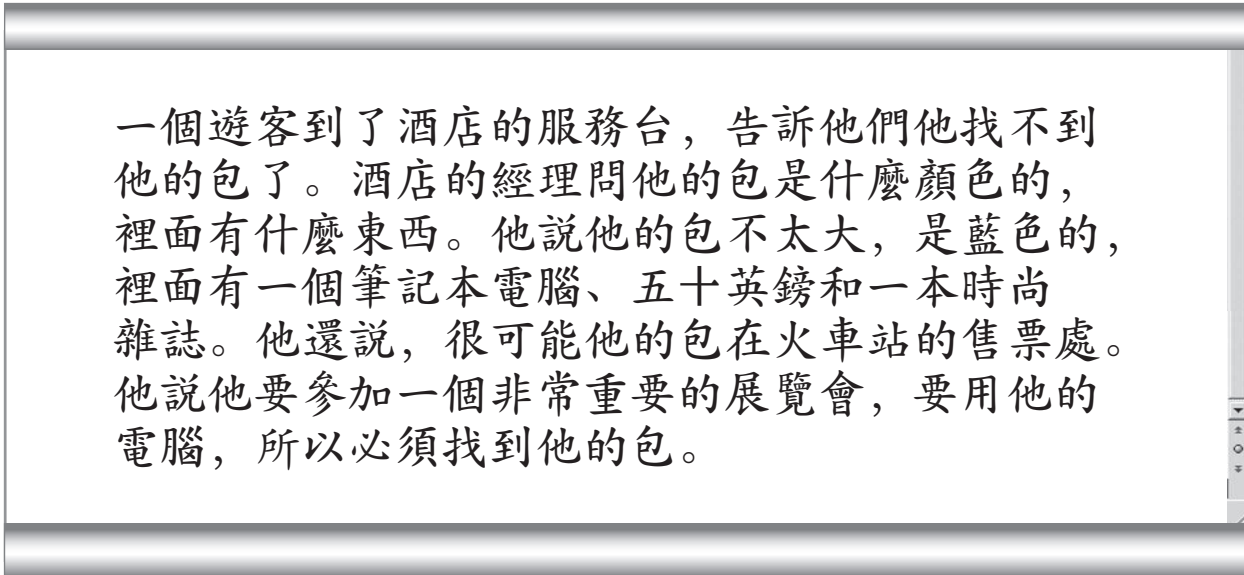 一個遊客到了酒店的服務台，告訴他們他找不到
他的包了。酒店的經理問他的包是什麼顏色的，
裡面有什麼東西。他説他的包不太大，是藍色的，
裡面有一個筆記本電腦、五十英鎊和一本時尚
雜誌。他還説，很可能他的包在火車站的售票處。
他説他要參加一個非常重要的展覽會，要用他的
電腦，所以必須找到他的包。